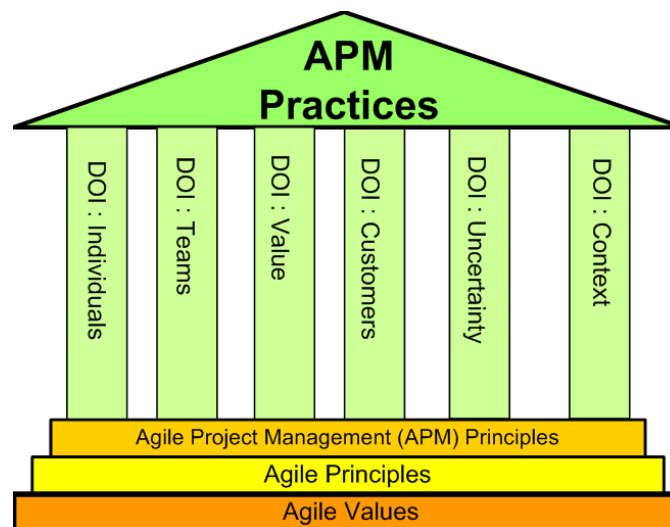 APM
Practices
DOI : Individuals
DOI : Teams
DOI : Value
DOI : Customers
DOI : Uncertainty
DOI : Context
Agile Project Management (APM) Principles
Agile Principles
Agile Values